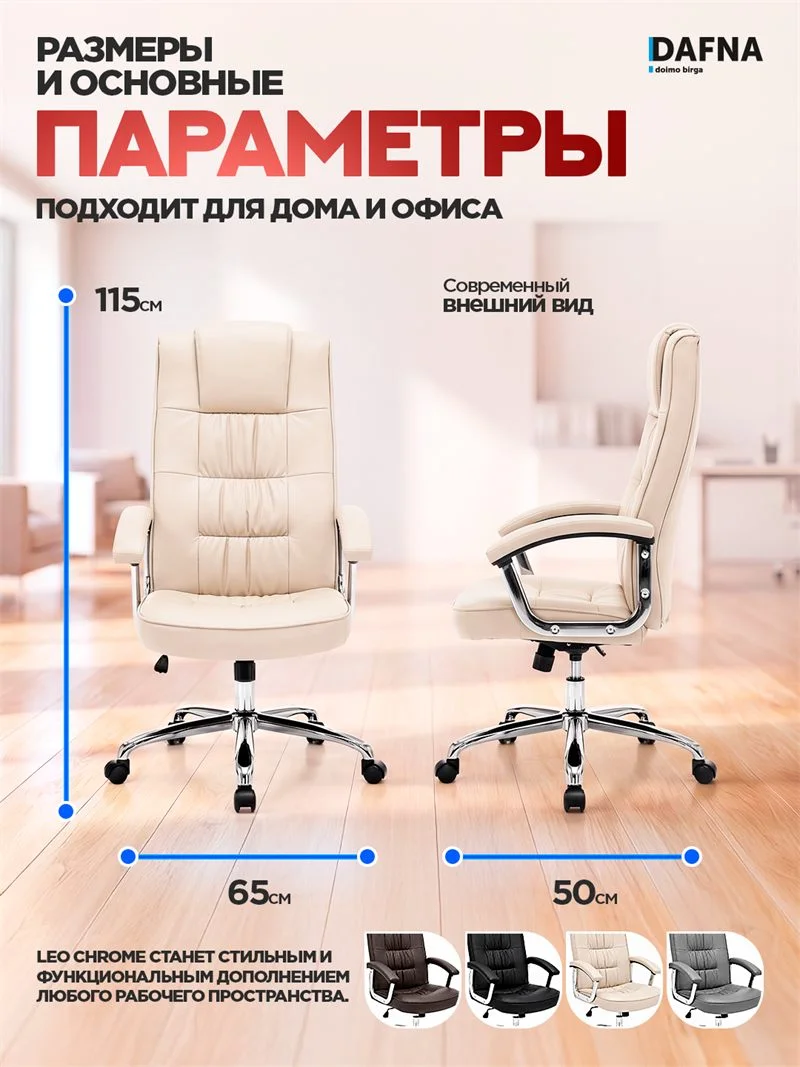 РАЗМЕРЫ
И ОСНОВНЫЕ
ПАРАМЕТРЫ
ПОДХОДИТ ДЛЯ ДОМА И ОФИСА
DAFNA
doimo birga
115СМ
Современный
ВНЕШНИЙ ВИД
65СМ
50СМ
LEO CHROME СТАНЕТ СТИЛЬНЫМ И
ФУНКЦИОНАЛЬНЫМ ДОПОЛНЕНИЕМ
ЛЮБОГО РАБОЧЕГО ПРОСТРАНСТВА.